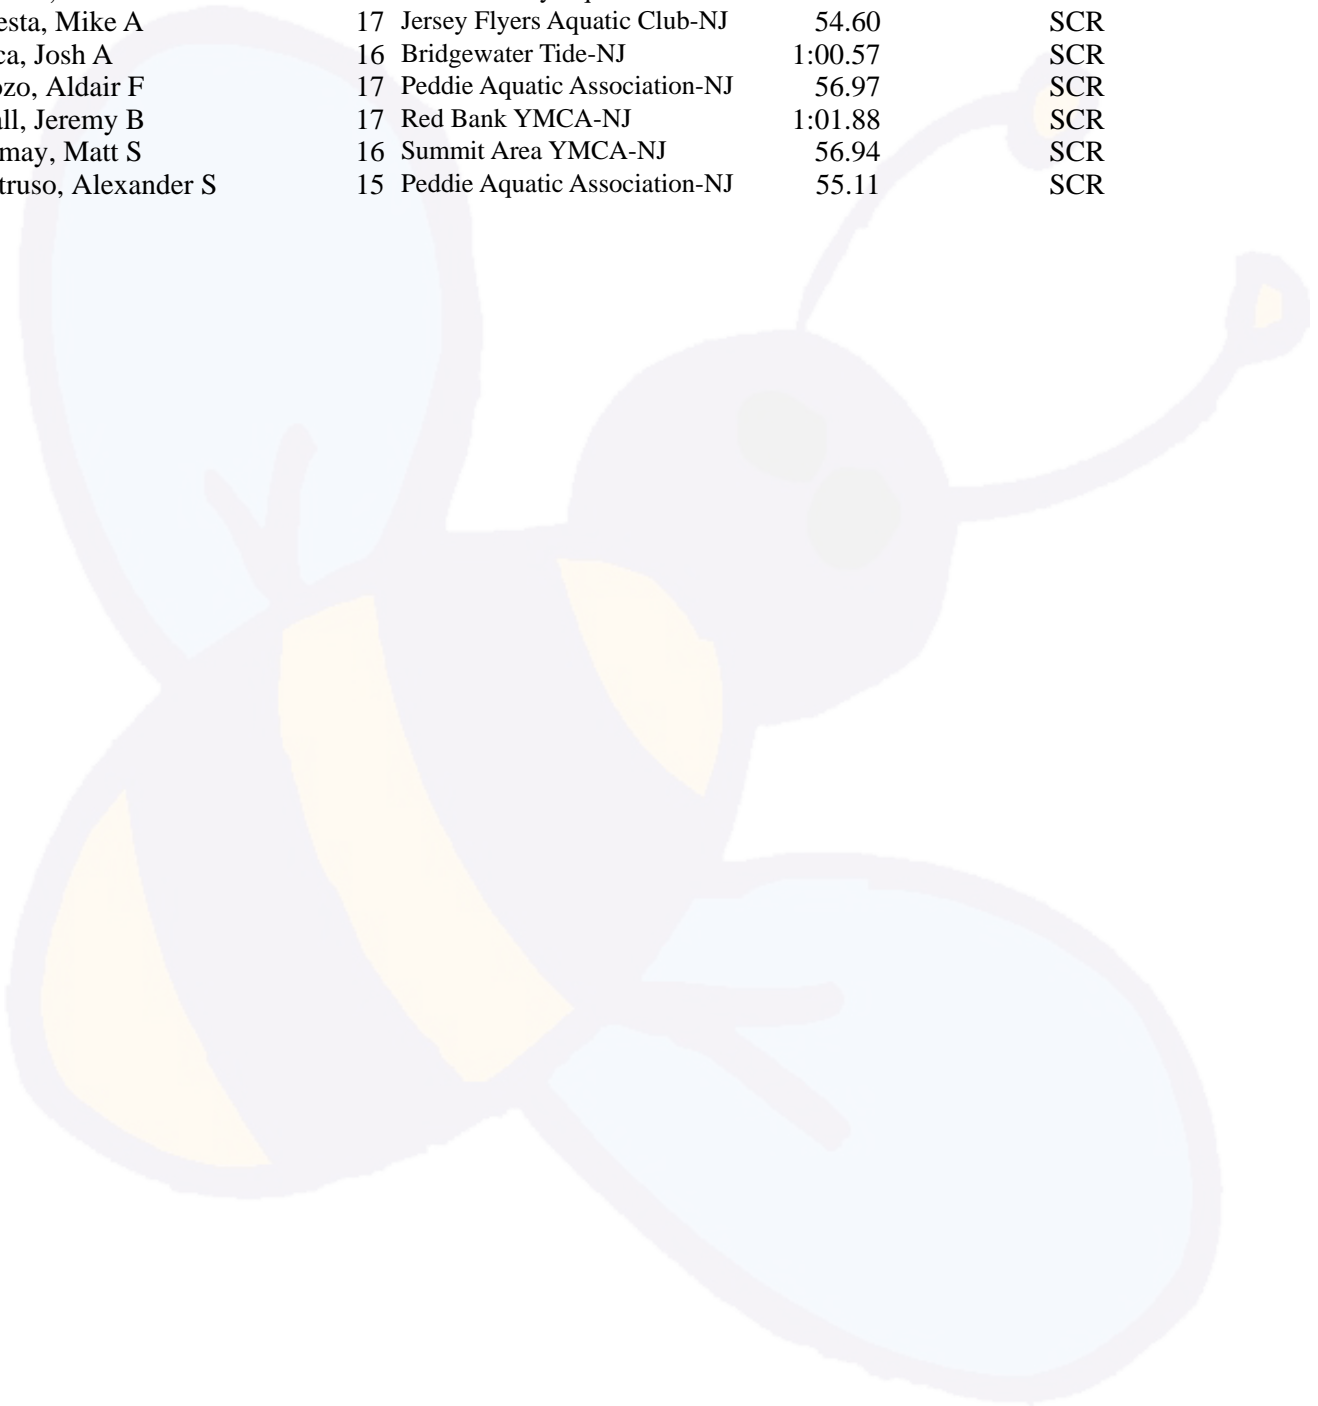 esta, Mike A 17 Jersey Flyers Aquatic Club-NJ 54.60 SCR
ca, Josh A 16 Bridgewater Tide-NJ 1:00.57 SCR
ozo, Aldair F 17 Peddie Aquatic Association-NJ 56.97 SCR
all, Jeremy B 17 Red Bank YMCA-NJ 1:01.88 SCR
may, Matt S 16 Summit Area YMCA-NJ 56.94 SCR
truso, Alexander S 15 Peddie Aquatic Association-NJ 55.11 SCR